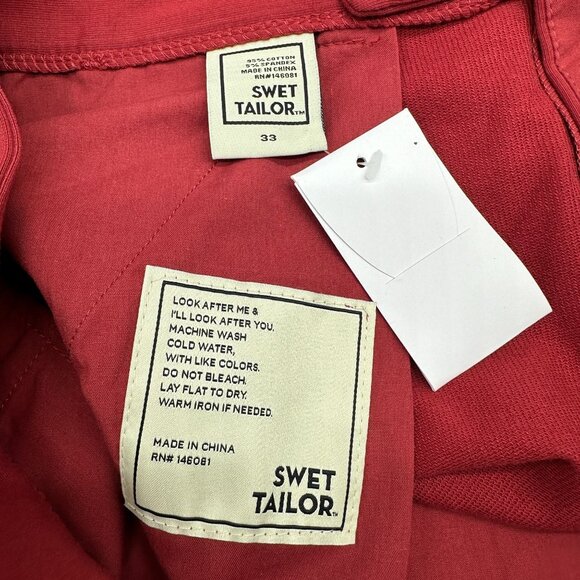 95% COTTON
5% SPANDEX
MADE IN CHINA
RN#146081
SWET
TAILOR™
33
LOOK AFTER ME &
I'LL LOOK AFTER YOU.
MACHINE WASH
COLD WATER,
WITH LIKE COLORS.
DO NOT BLEACH.
LAY FLAT TO DRY.
WARM IRON IF NEEDED.
MADE IN CHINA
RN# 146081
SWET
TAILOR™